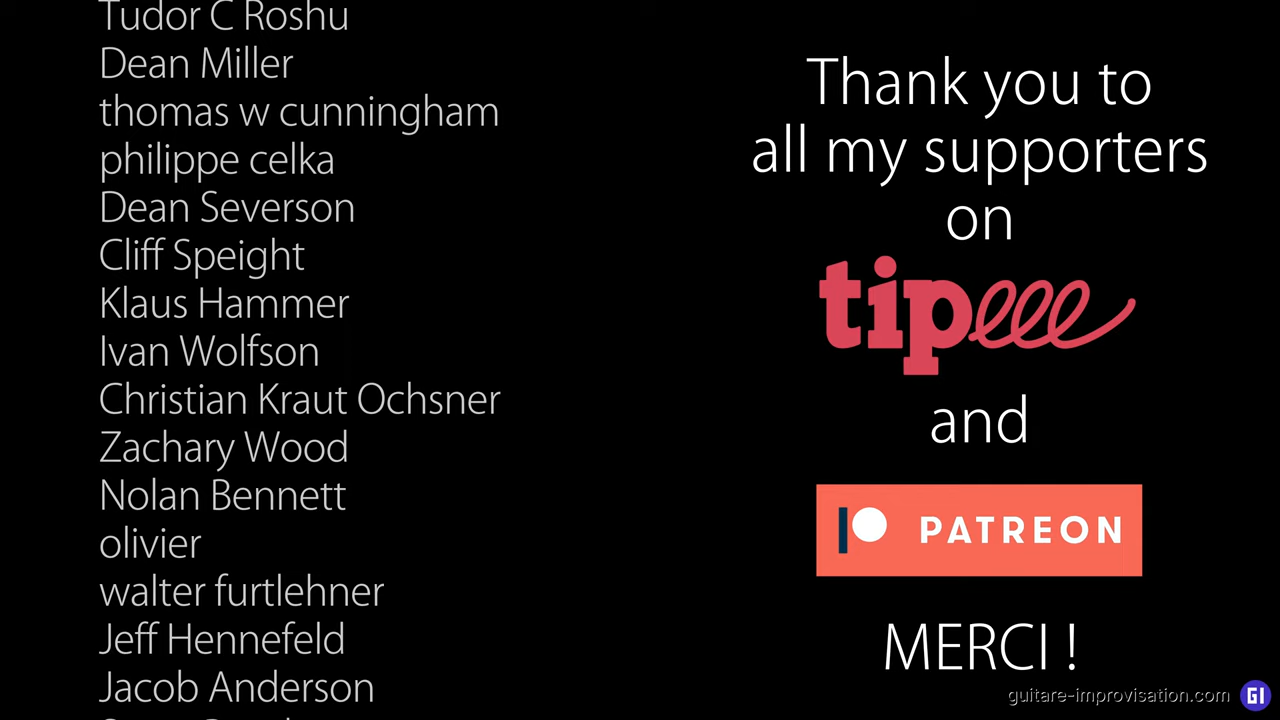 Tudor C Roshu
Dean Miller
thomas w cunningham
philippe celka
Dean Severson
Cliff Speight
Klaus Hammer
Ivan Wolfson
Christian Kraut Ochsner
Zachary Wood
Nolan Bennett
olivier
walter furtlehner
Jeff Hennefeld
Jacob Anderson
Thank you to
all my supporters
on
tipeee
and
PATREON
MERCI !
guitare-improvisation.com GI